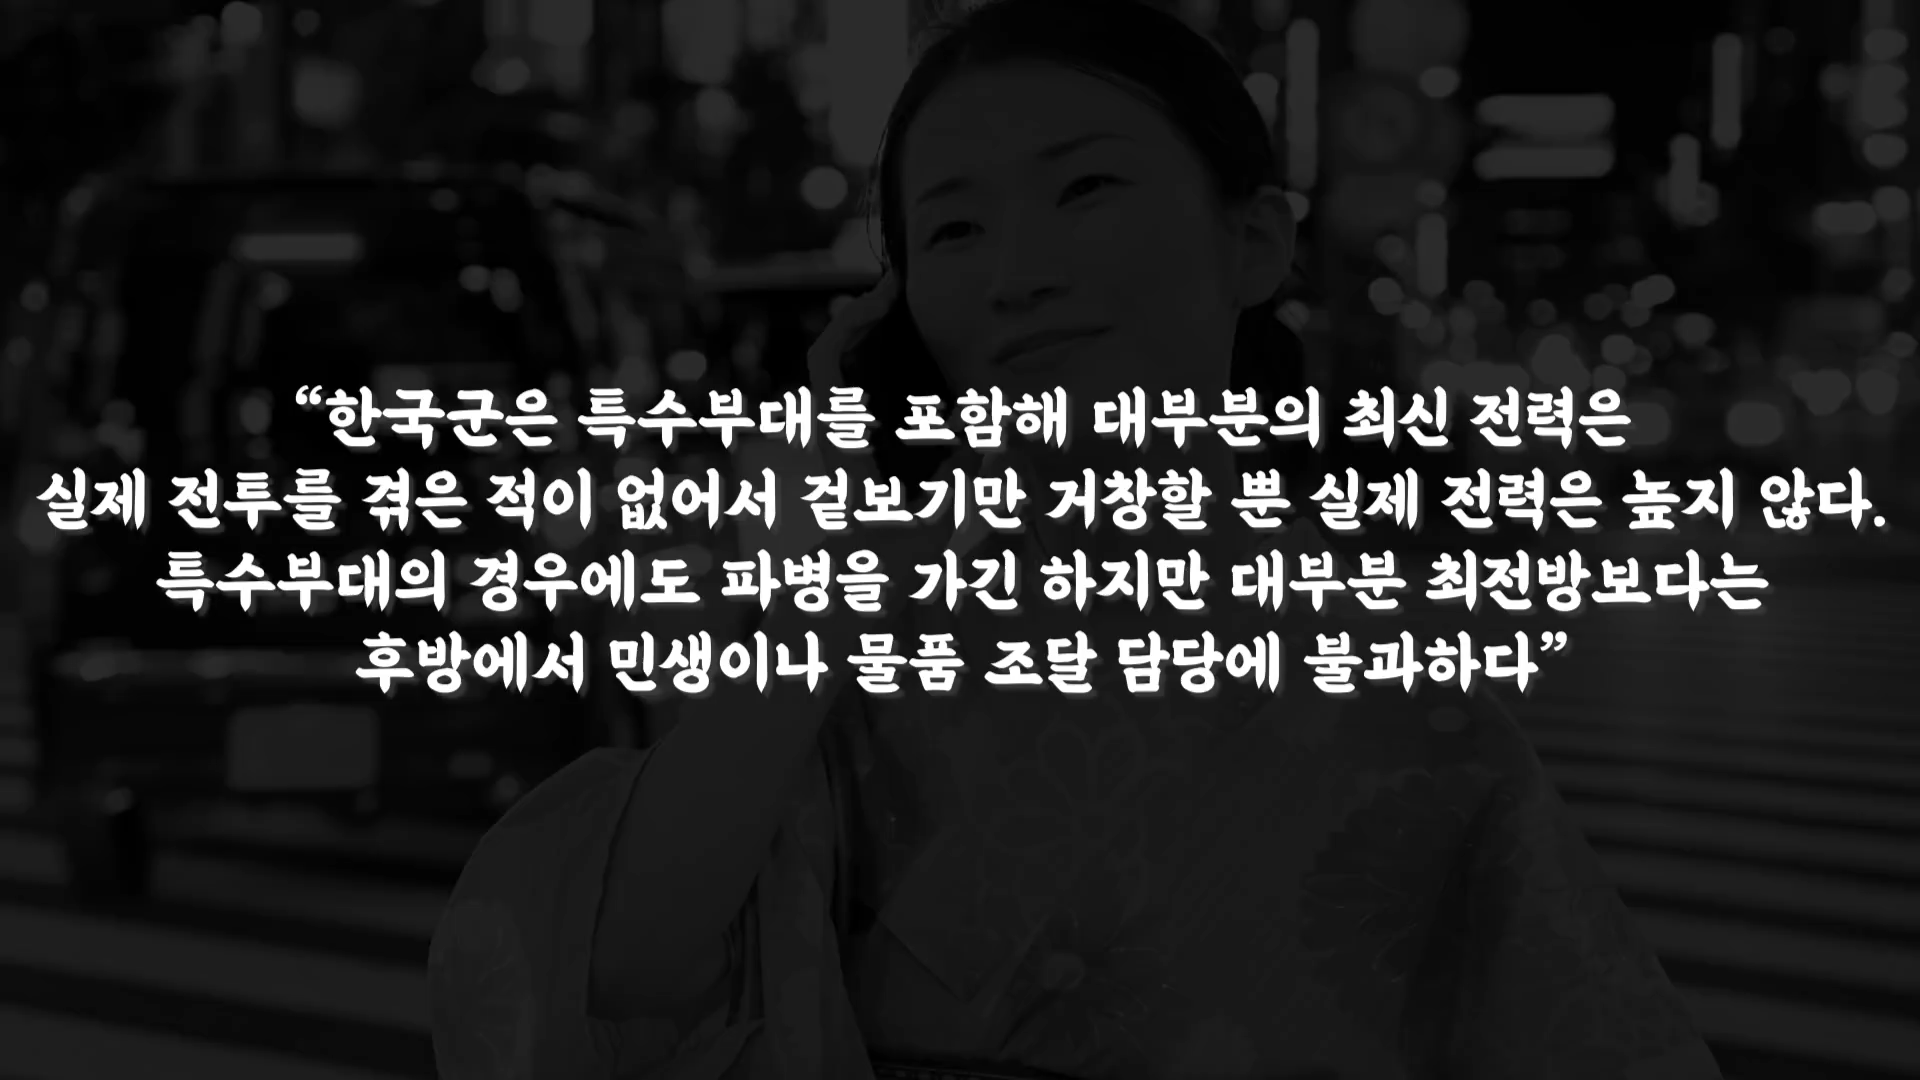 “한국군은 특수부대를 포함해 대부분의 최신 전력은
실제 전투를 겪은 적이 없어서 겉보기만 거창할 뿐 실제 전력은 높지 않다.
특수부대의 경우에도 파병을 가긴 하지만 대부분 최전방보다는
후방에서 민생이나 물품 조달 담당에 불과하다”